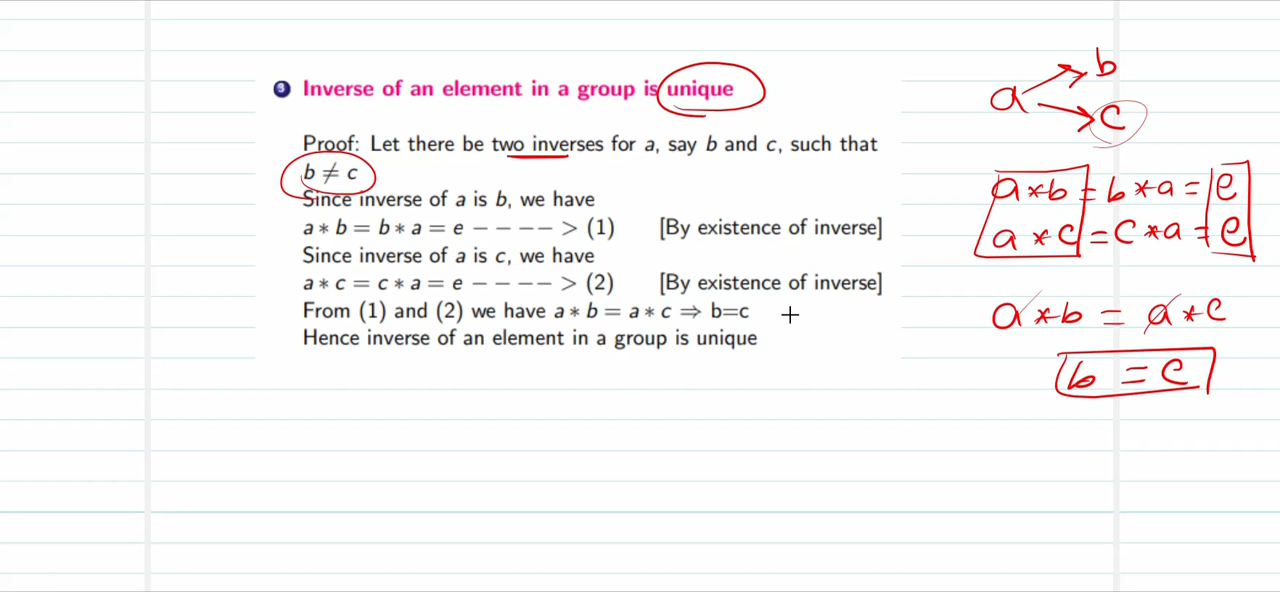 3 Inverse of an element in a group is unique
Proof: Let there be two inverses for a, say b and c, such that
b ≠ c
Since inverse of a is b, we have
a * b = b * a = e − − − − > (1) [By existence of inverse]
Since inverse of a is c, we have
a * c = c * a = e − − − − > (2) [By existence of inverse]
From (1) and (2) we have a * b = a * c ⇒ b=c
Hence inverse of an element in a group is unique
b
a
c
a * b = b * a = e
a * c = c * a = e
a * b = a * c
b = c